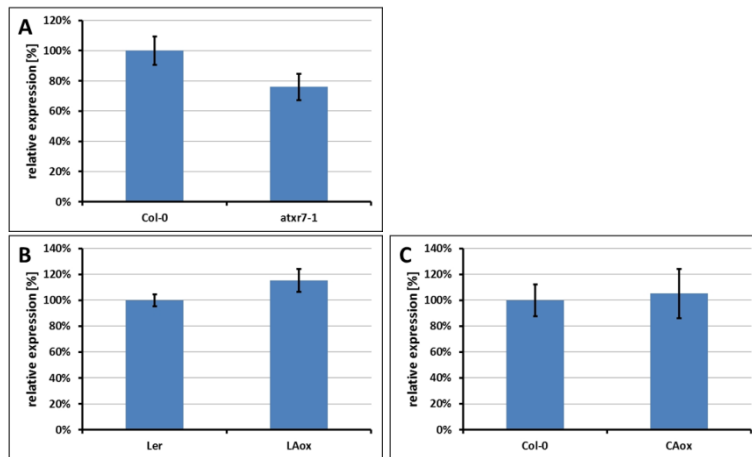 A
relative expression [%]
120%
100%
80%
60%
40%
20%
0%
Col-0 atxr7-1
B
relative expression [%]
140%
120%
100%
80%
60%
40%
20%
0%
Ler LAox
C
relative expression [%]
140%
120%
100%
80%
60%
40%
20%
0%
Col-0 CAox